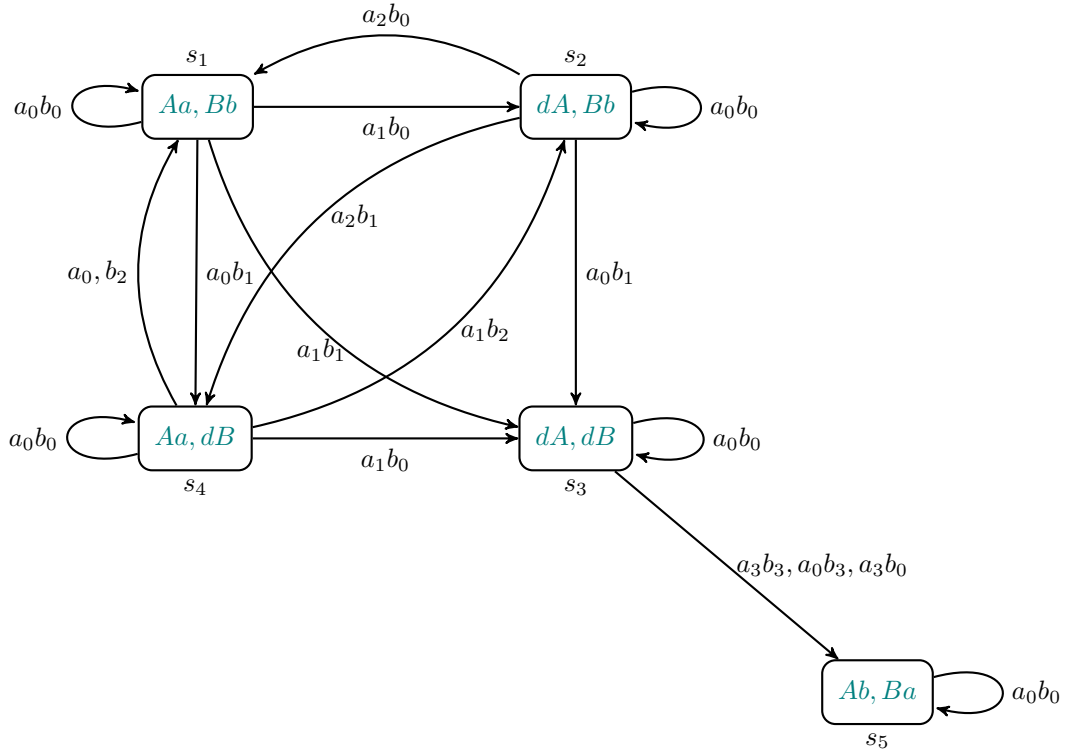 a₂b₀
s₁ s₂
a₀b₀ Aa, Bb dA, Bb a₀b₀
a₁b₀
a₂b₁
a₀, b₂ a₀b₁ a₀b₁
a₁b₂
a₁b₁
a₀b₀ Aa, dB dA, dB a₀b₀
a₁b₀
s₄ s₃
a₃b₃, a₀b₃, a₃b₀
Ab, Ba a₀b₀
s₅